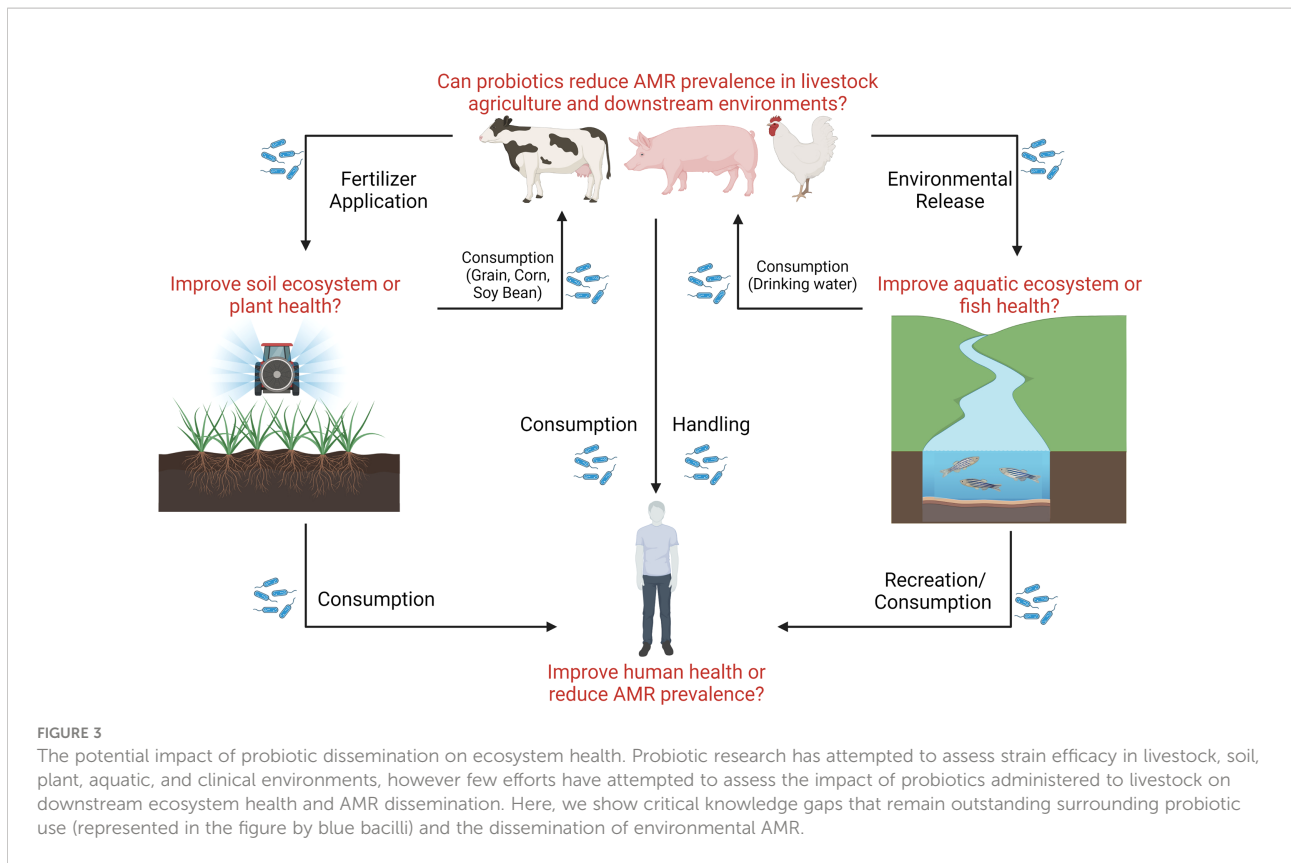 Can probiotics reduce AMR prevalence in livestock
agriculture and downstream environments?
Fertilizer
Application
Environmental
Release
Consumption
(Grain, Corn,
Soy Bean)
Consumption
(Drinking water)
Improve soil ecosystem or
plant health?
Improve aquatic ecosystem or
fish health?
Consumption
Handling
Consumption
Recreation/
Consumption
Improve human health or
reduce AMR prevalence?
FIGURE 3
The potential impact of probiotic dissemination on ecosystem health. Probiotic research has attempted to assess strain efficacy in livestock, soil,
plant, aquatic, and clinical environments, however few efforts have attempted to assess the impact of probiotics administered to livestock on
downstream ecosystem health and AMR dissemination. Here, we show critical knowledge gaps that remain outstanding surrounding probiotic
use (represented in the figure by blue bacilli) and the dissemination of environmental AMR.